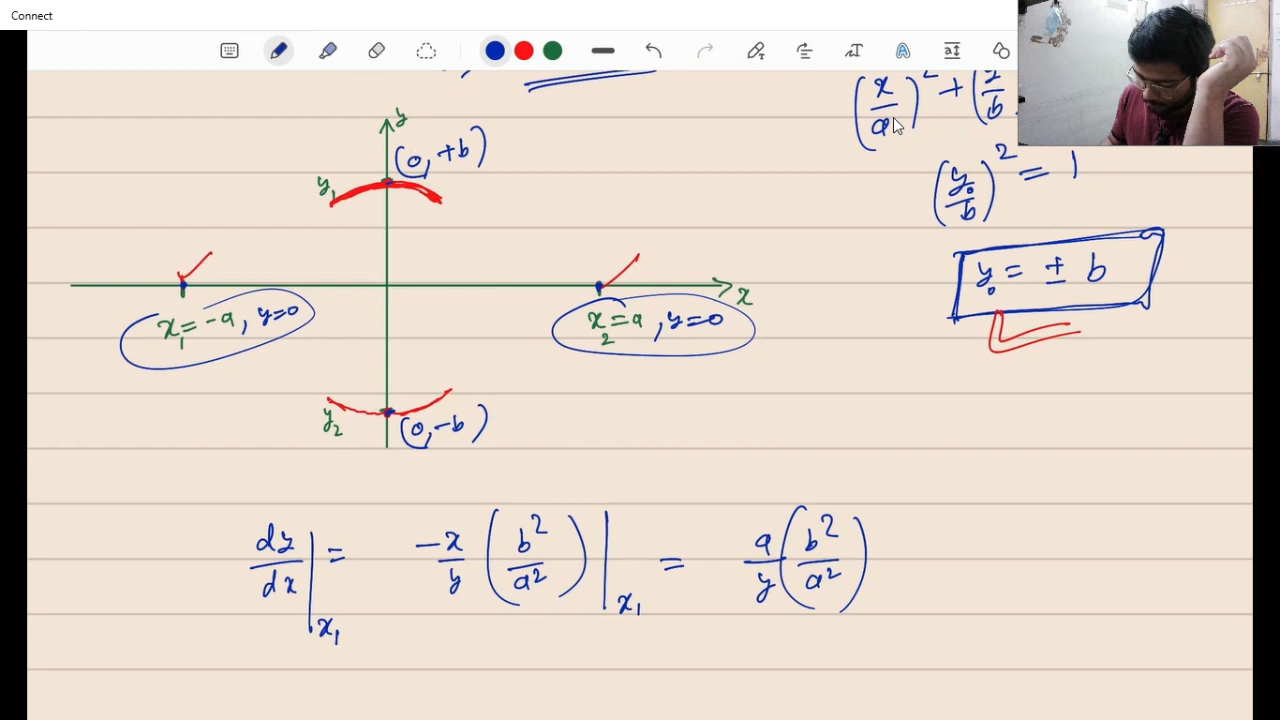 Connect
(x/a)² + (y/b
y
(0, +b)
(y₀/b)² = 1
y₁
y₀ = ± b
x
x₁ = -a, y=0
x₂ = a, y=0
y₂
(0, -b)
dy/dx |x₁ = -x/y (b²/a²) |x₁ = a/y (b²/a²)